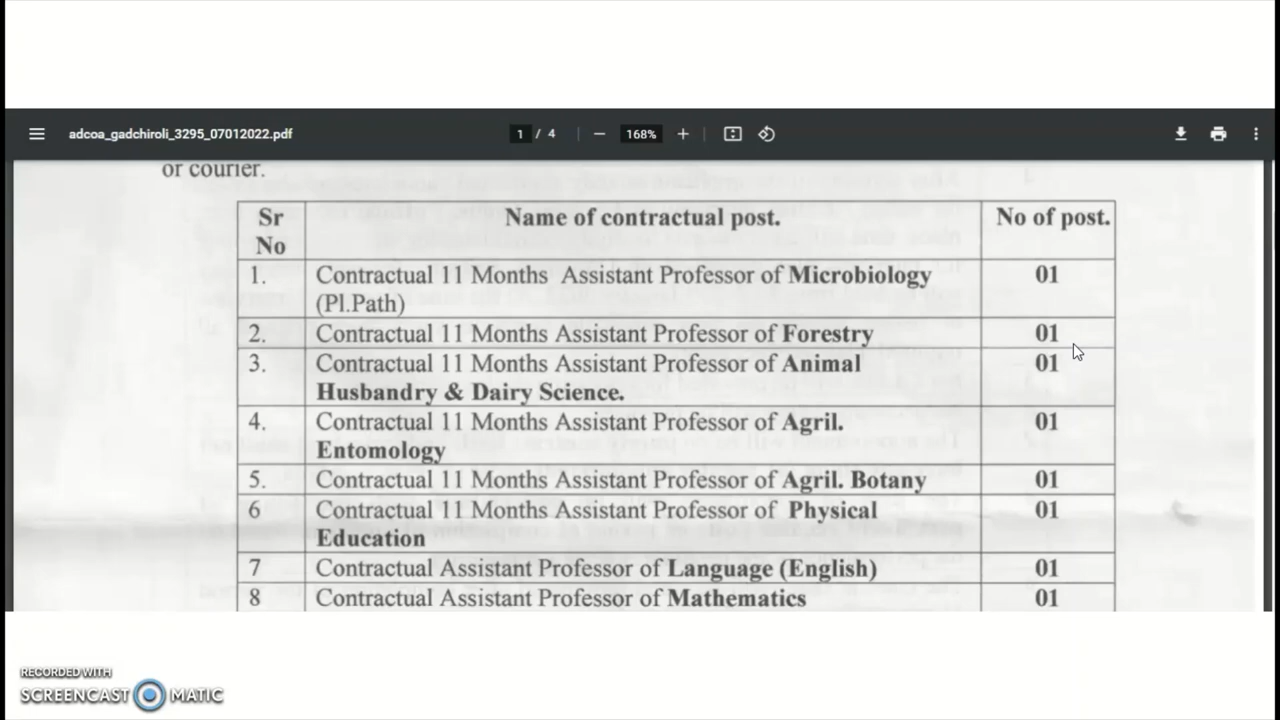 adcoa_gadchiroli_3295_07012022.pdf 1 / 4 168%
or courier.
Sr No Name of contractual post. No of post.
1. Contractual 11 Months Assistant Professor of Microbiology 01
(Pl.Path)
2. Contractual 11 Months Assistant Professor of Forestry 01
3. Contractual 11 Months Assistant Professor of Animal 01
Husbandry & Dairy Science.
4. Contractual 11 Months Assistant Professor of Agril. 01
Entomology
5. Contractual 11 Months Assistant Professor of Agril. Botany 01
6 Contractual 11 Months Assistant Professor of Physical 01
Education
7 Contractual Assistant Professor of Language (English) 01
8 Contractual Assistant Professor of Mathematics 01
RECORDED WITH
SCREENCAST MATIC